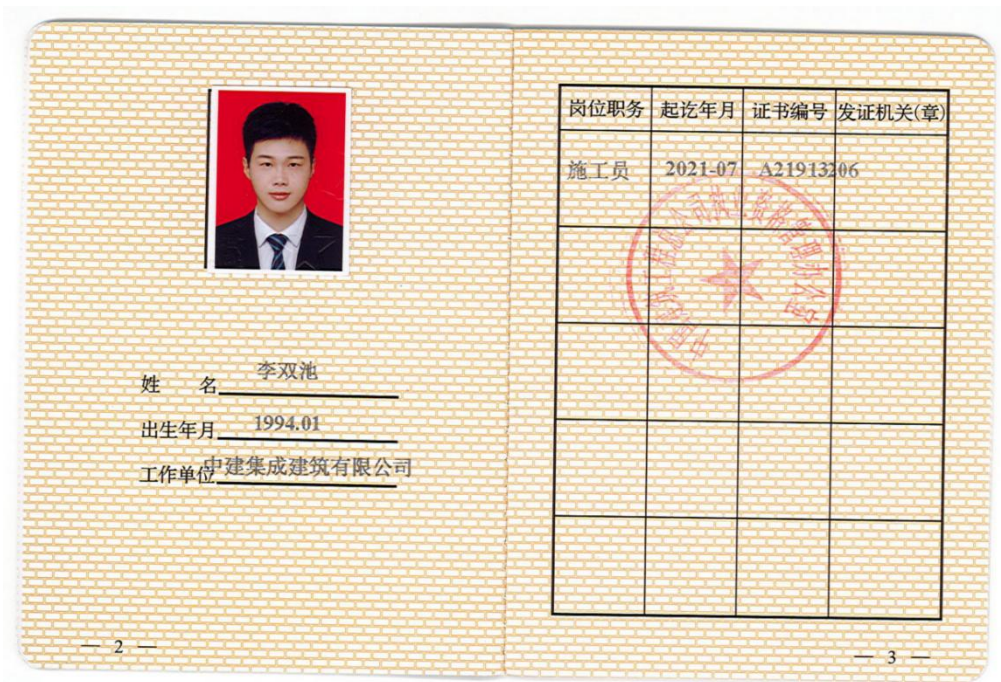 姓 名 李双池
出生年月 1994.01
工作单位 中建集成建筑有限公司
— 2 —
岗位职务 起讫年月 证书编号 发证机关(章)
施工员 2021-07 A21913206
— 3 —